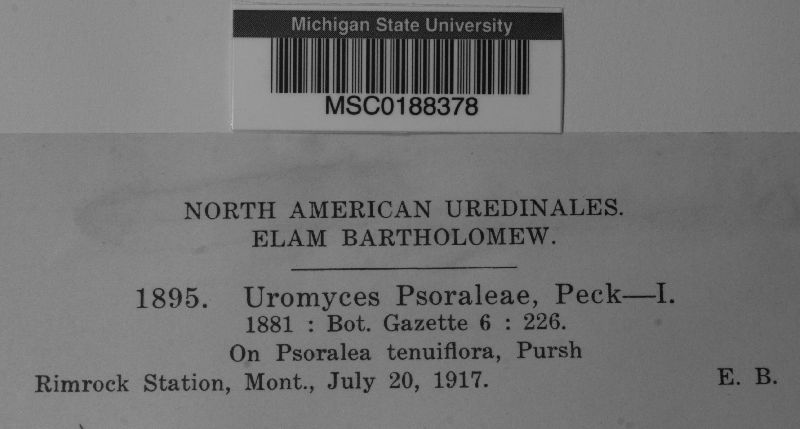 Michigan State University
MSC0188378
NORTH AMERICAN UREDINALES.
ELAM BARTHOLOMEW.
1895. Uromyces Psoraleae, Peck—I.
1881 : Bot. Gazette 6 : 226.
On Psoralea tenuiflora, Pursh
Rimrock Station, Mont., July 20, 1917. E. B.